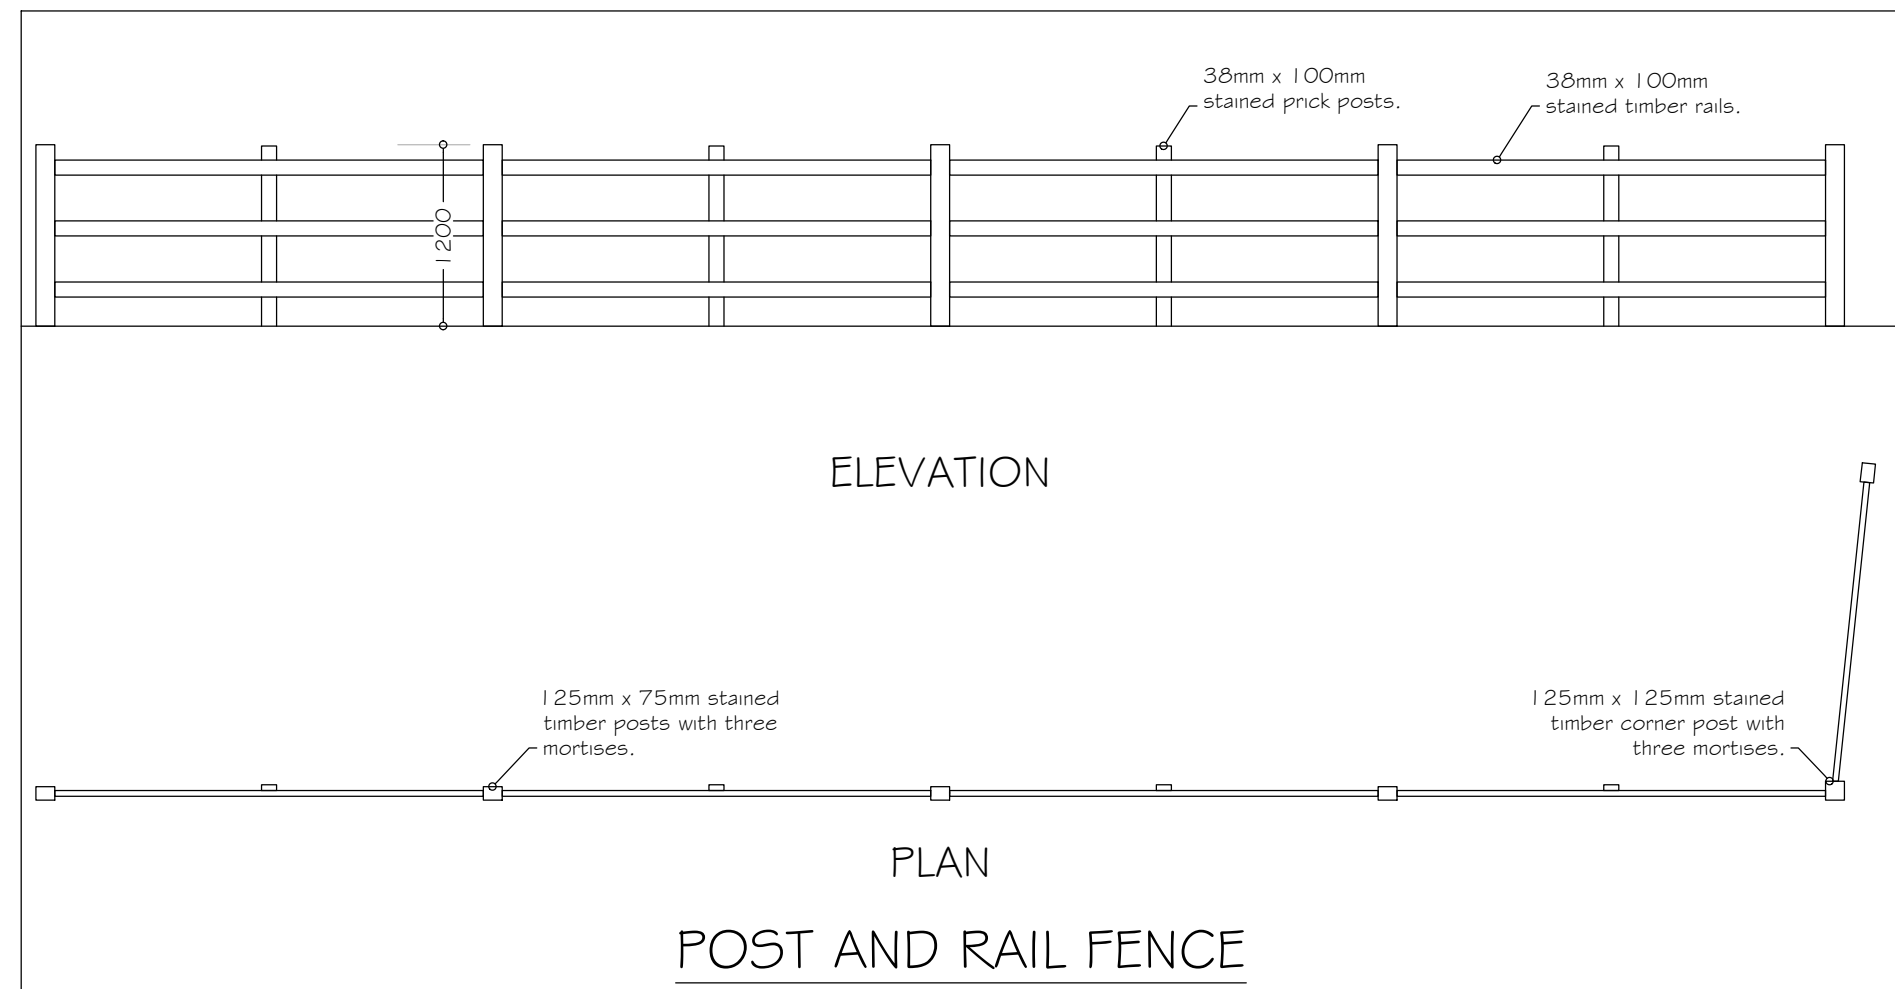 38mm x 100mm
stained prick posts.
38mm x 100mm
stained timber rails.
1200
ELEVATION
125mm x 75mm stained
timber posts with three
mortises.
125mm x 125mm stained
timber corner post with
three mortises.
PLAN
POST AND RAIL FENCE